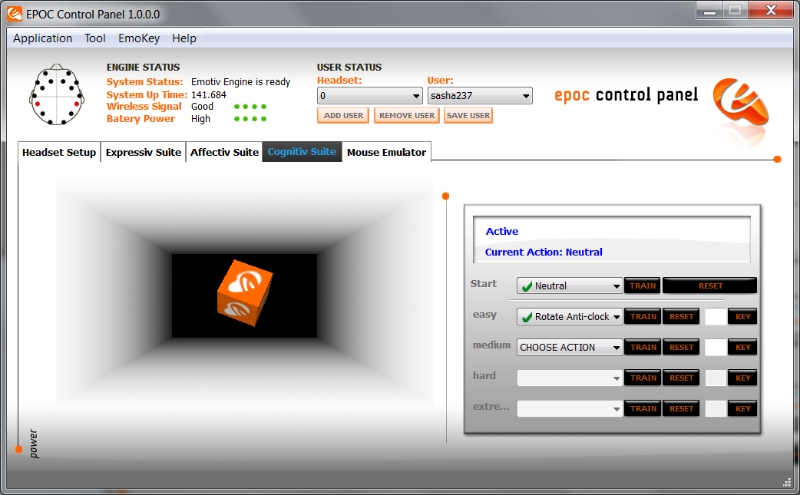 EPOC Control Panel 1.0.0.0
Application Tool EmoKey Help
ENGINE STATUS
System Status: Emotiv Engine is ready
System Up Time: 141.684
Wireless Signal Good
Batery Power High
USER STATUS
Headset: User:
0 sasha237
ADD USER REMOVE USER SAVE USER
epoc control panel
Headset Setup Expressiv Suite Affectiv Suite Cognitiv Suite Mouse Emulator
Active
Current Action: Neutral
Start Neutral TRAIN RESET
easy Rotate Anti-clock TRAIN RESET KEY
medium CHOOSE ACTION TRAIN RESET KEY
hard TRAIN RESET KEY
extre... TRAIN RESET KEY
power